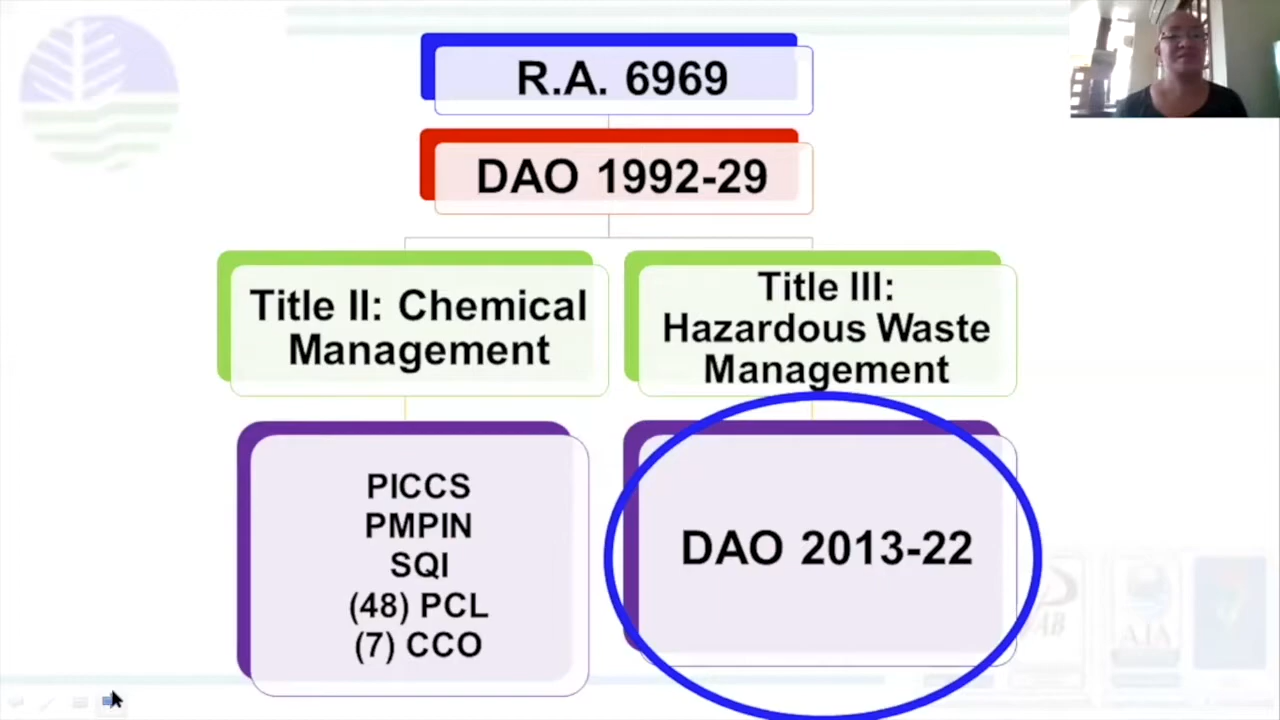 R.A. 6969
DAO 1992-29
Title II: Chemical
Management
Title III:
Hazardous Waste
Management
PICCS
PMPIN
SQI
(48) PCL
(7) CCO
DAO 2013-22